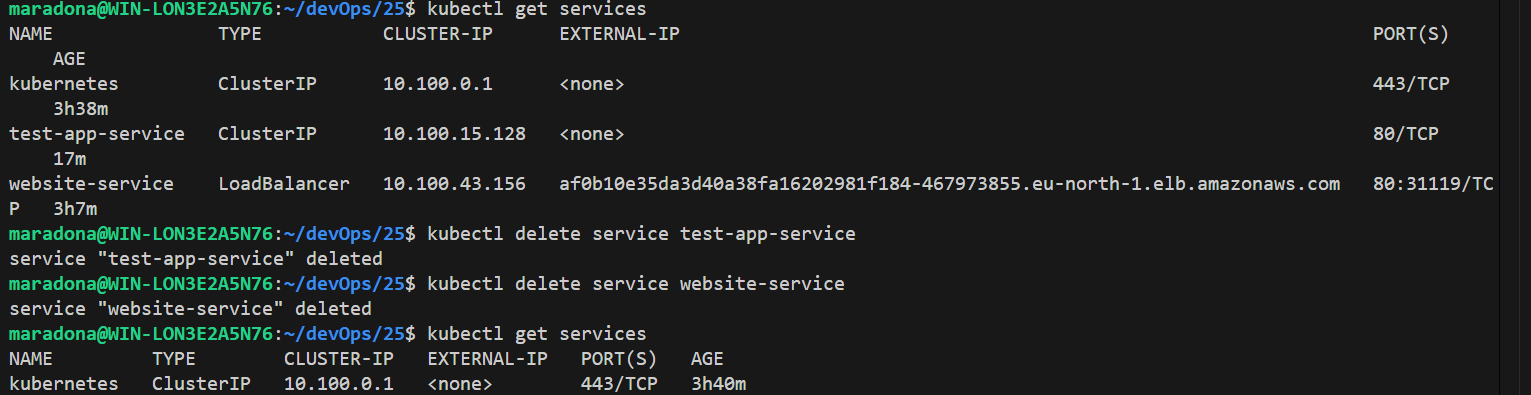 maradona@WIN-LON3E2A5N76:~/devOps/25$ kubectl get services
NAME               TYPE           CLUSTER-IP      EXTERNAL-IP                                                               PORT(S)
    AGE
kubernetes         ClusterIP      10.100.0.1      <none>                                                                    443/TCP
    3h38m
test-app-service   ClusterIP      10.100.15.128   <none>                                                                    80/TCP
    17m
website-service    LoadBalancer   10.100.43.156   af0b10e35da3d40a38fa16202981f184-467973855.eu-north-1.elb.amazonaws.com   80:31119/TC
P   3h7m
maradona@WIN-LON3E2A5N76:~/devOps/25$ kubectl delete service test-app-service
service "test-app-service" deleted
maradona@WIN-LON3E2A5N76:~/devOps/25$ kubectl delete service website-service
service "website-service" deleted
maradona@WIN-LON3E2A5N76:~/devOps/25$ kubectl get services
NAME         TYPE        CLUSTER-IP   EXTERNAL-IP   PORT(S)   AGE
kubernetes   ClusterIP   10.100.0.1   <none>        443/TCP   3h40m